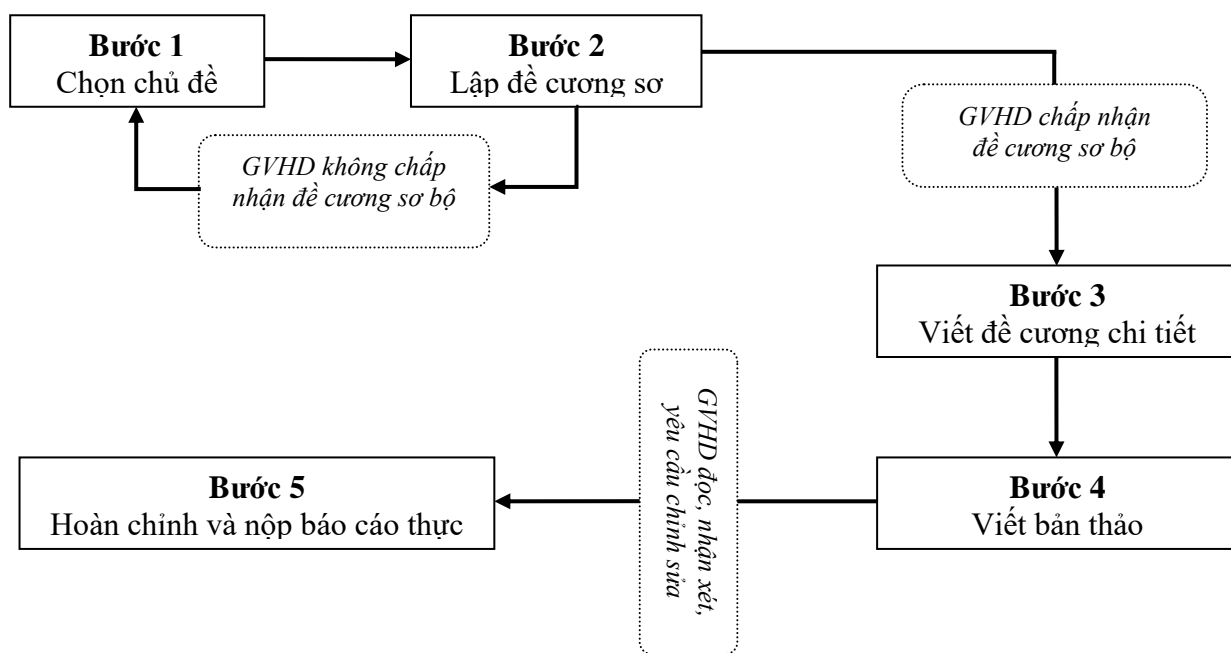 Bước 1
Chọn chủ đề
Bước 2
Lập đề cương sơ
GVHD không chấp
nhận đề cương sơ bộ
GVHD chấp nhận
đề cương sơ bộ
Bước 3
Viết đề cương chi tiết
Bước 4
Viết bản thảo
GVHD đọc, nhận xét,
yêu cầu chỉnh sửa
Bước 5
Hoàn chỉnh và nộp báo cáo thực